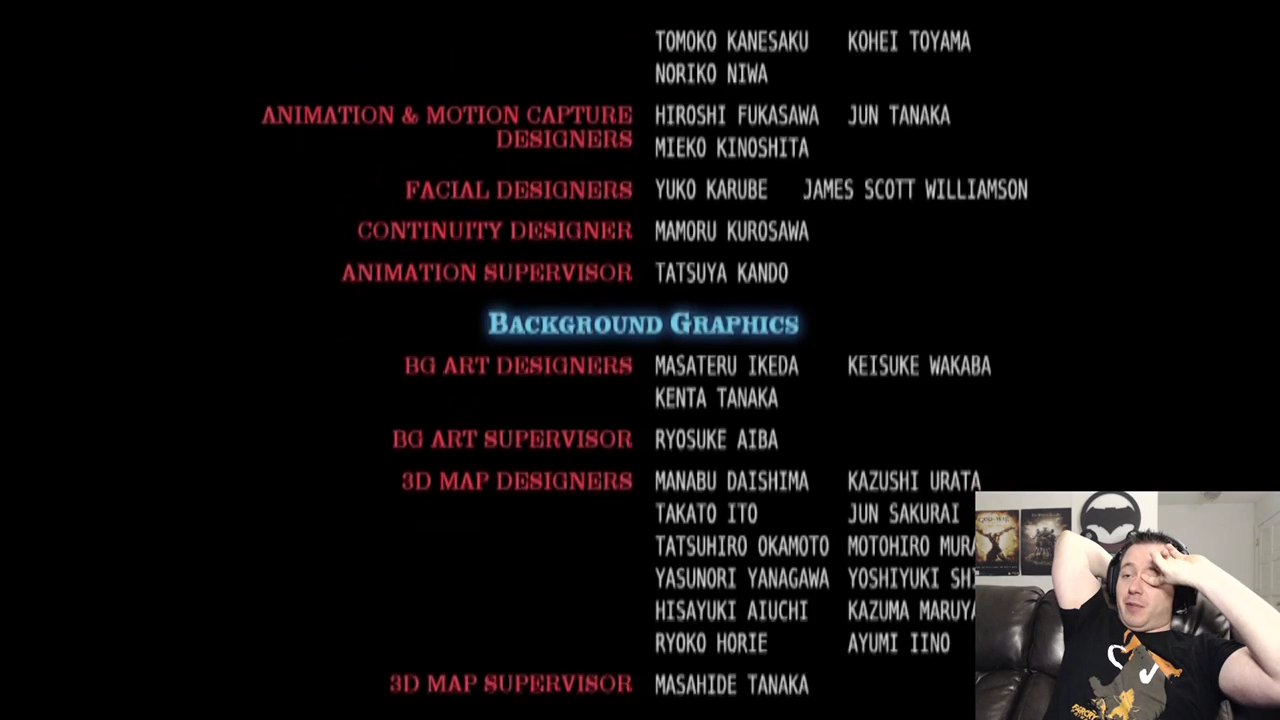 TOMOKO KANESAKU KOHEI TOYAMA
NORIKO NIWA
ANIMATION & MOTION CAPTURE HIROSHI FUKASAWA JUN TANAKA
DESIGNERS MIEKO KINOSHITA
FACIAL DESIGNERS YUKO KARUBE JAMES SCOTT WILLIAMSON
CONTINUITY DESIGNER MAMORU KUROSAWA
ANIMATION SUPERVISOR TATSUYA KANDO
BACKGROUND GRAPHICS
BG ART DESIGNERS MASATERU IKEDA KEISUKE WAKABA
KENTA TANAKA
BG ART SUPERVISOR RYOSUKE AIBA
3D MAP DESIGNERS MANABU DAISHIMA KAZUSHI URATA
TAKATO ITO JUN SAKURAI
TATSUHIRO OKAMOTO MOTOHIRO
YASUNORI YANAGAWA YOSHIYUKI
HISAYUKI AIUCHI KAZUMA
RYOKO HORIE AYUMI IINO
3D MAP SUPERVISOR MASAHIDE TANAKA